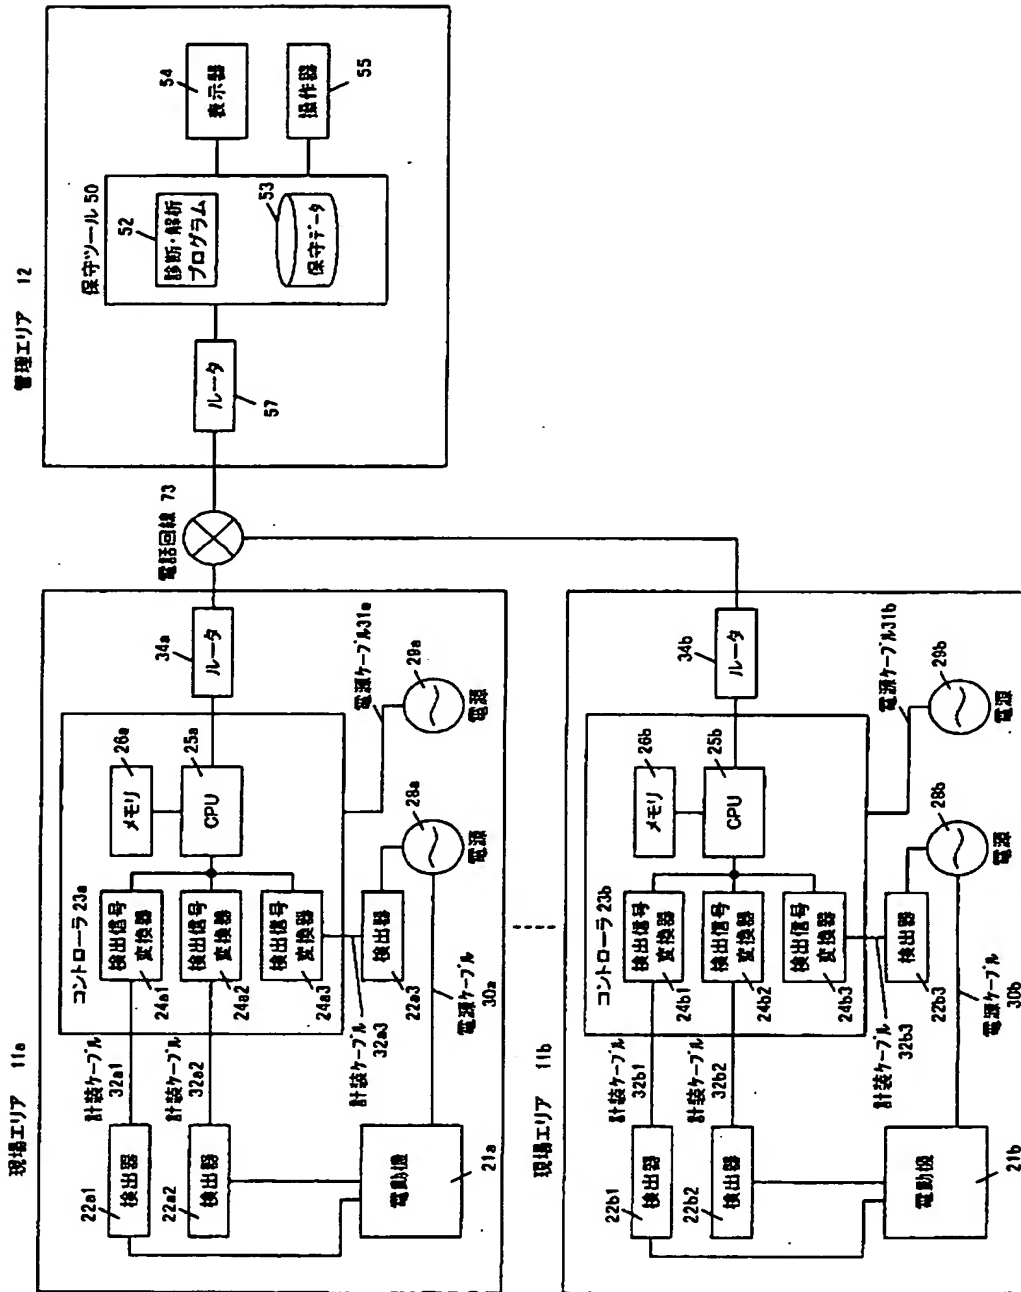 管理エリア 12
保守ツール 50
52
診断・解析
プログラム
53
保守データ
54
表示器
55
操作器
ルータ
57
電話回線 73
現場エリア 11a
コントローラ 23a
メモリ
26a
CPU
25a
検出信号
変換器
24a1
検出信号
変換器
24a2
検出信号
変換器
24a3
34a
ルータ
電源ケーブル31a
29a
電源
28a
電源
計装ケーブル
32a1
計装ケーブル
32a2
計装ケーブル
32a3
検出器
22a3
電源ケーブル
30a
22a1
検出器
22a2
検出器
電動機
21a
現場エリア 11b
コントローラ 23b
メモリ
26b
CPU
25b
検出信号
変換器
24b1
検出信号
変換器
24b2
検出信号
変換器
24b3
34b
ルータ
電源ケーブル31b
29b
電源
28b
電源
計装ケーブル
32b1
計装ケーブル
32b2
計装ケーブル
32b3
検出器
22b3
電源ケーブル
30b
22b1
検出器
22b2
検出器
電動機
21b